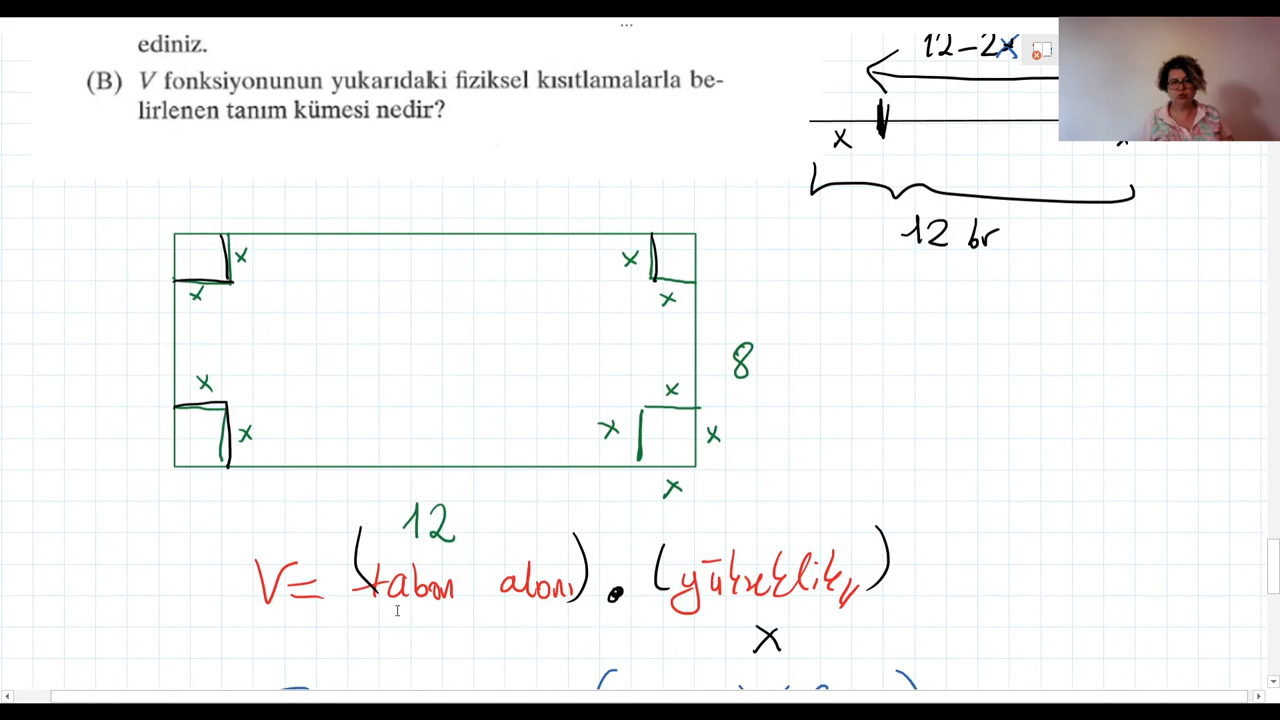 ediniz.
(B) V fonksiyonunun yukarıdaki fiziksel kısıtlamalarla be-
lirlenen tanım kümesi nedir?
12-2x
x
12 br
x
x
x
x
8
x
x
x
x
x
x
x
12
V= (taban alanı) . (yükseklik)
x